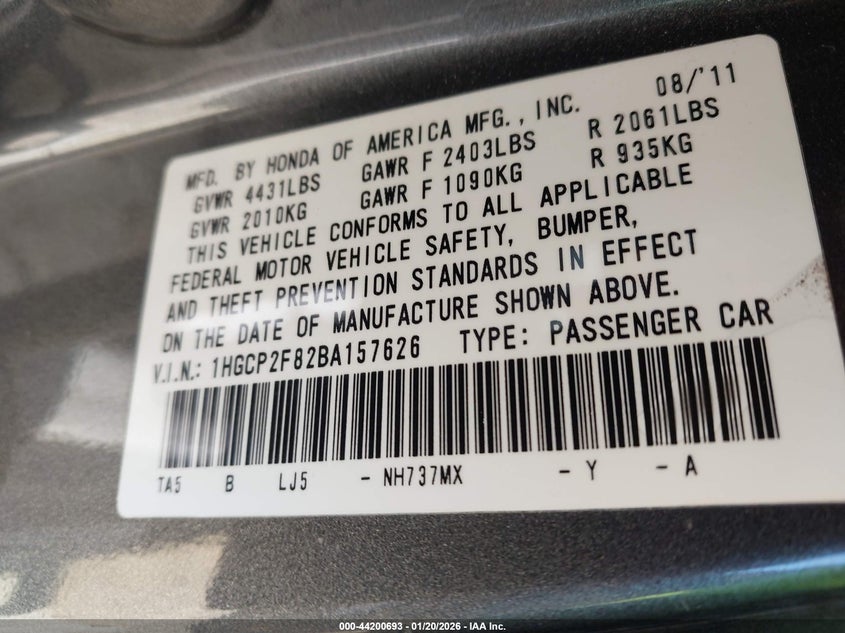 08/'11
MFD. BY HONDA OF AMERICA MFG., INC.
GVWR 4431LBS GAWR F 2403LBS R 2061LBS
GVWR 2010KG GAWR F 1090KG R 935KG
THIS VEHICLE CONFORMS TO ALL APPLICABLE
FEDERAL MOTOR VEHICLE SAFETY, BUMPER,
AND THEFT PREVENTION STANDARDS IN EFFECT
ON THE DATE OF MANUFACTURE SHOWN ABOVE.
V.I.N.: 1HGCP2F82BA157626 TYPE: PASSENGER CAR
TA5 B LJ5 - NH737MX - Y - A
000-44200693 - 01/20/2026 - IAA Inc.